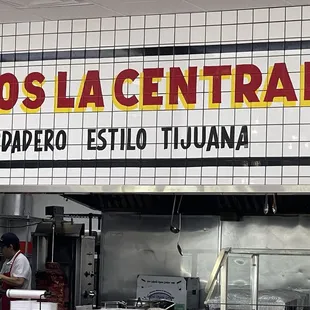 OS LA CENTRAL
DADERO ESTILO TIJUANA